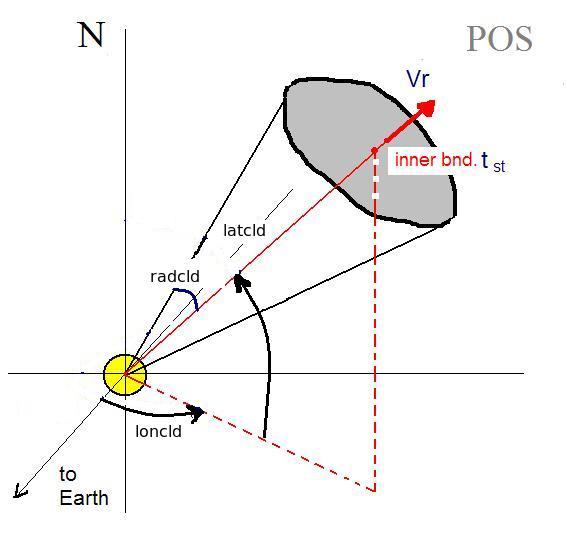 N
POS
Vr
inner bnd. t st
latcld
radcld
loncld
to
Earth